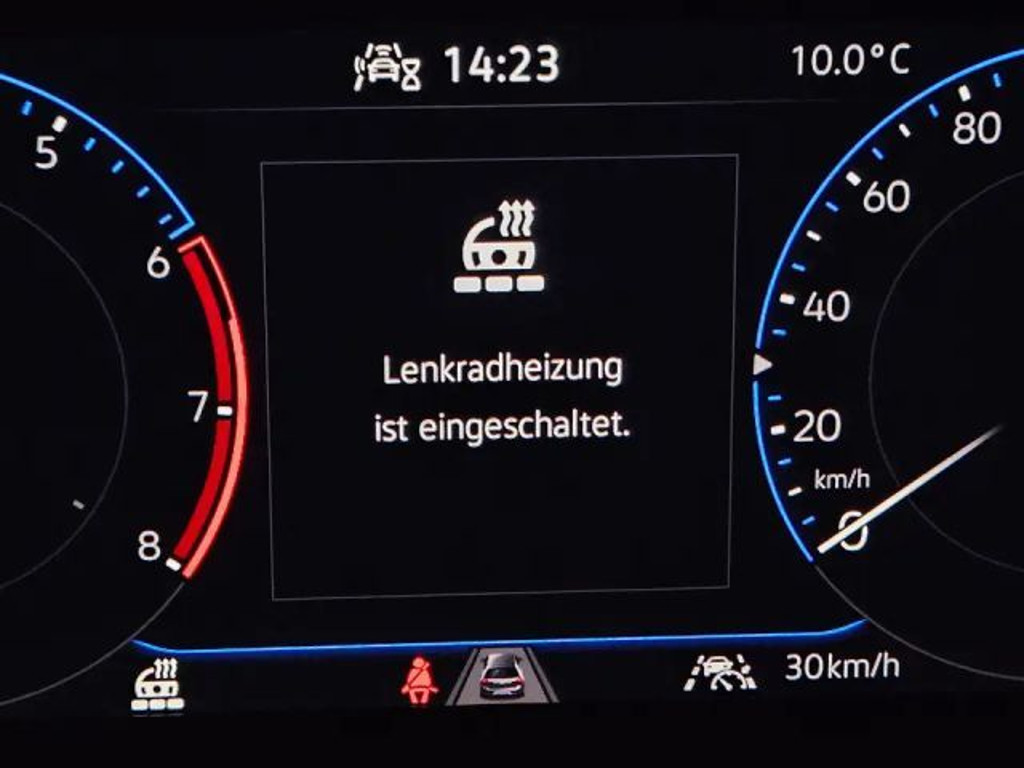 14:23
10.0°C
5
6
7
8
Lenkradheizung
ist eingeschaltet.
80
60
40
20
km/h
0
30km/h